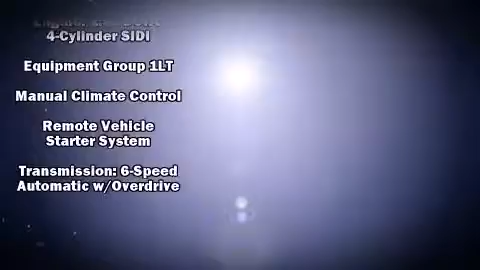 4-Cylinder SIDI
Equipment Group 1LT
Manual Climate Control
Remote Vehicle
Starter System
Transmission: 6-Speed
Automatic w/Overdrive